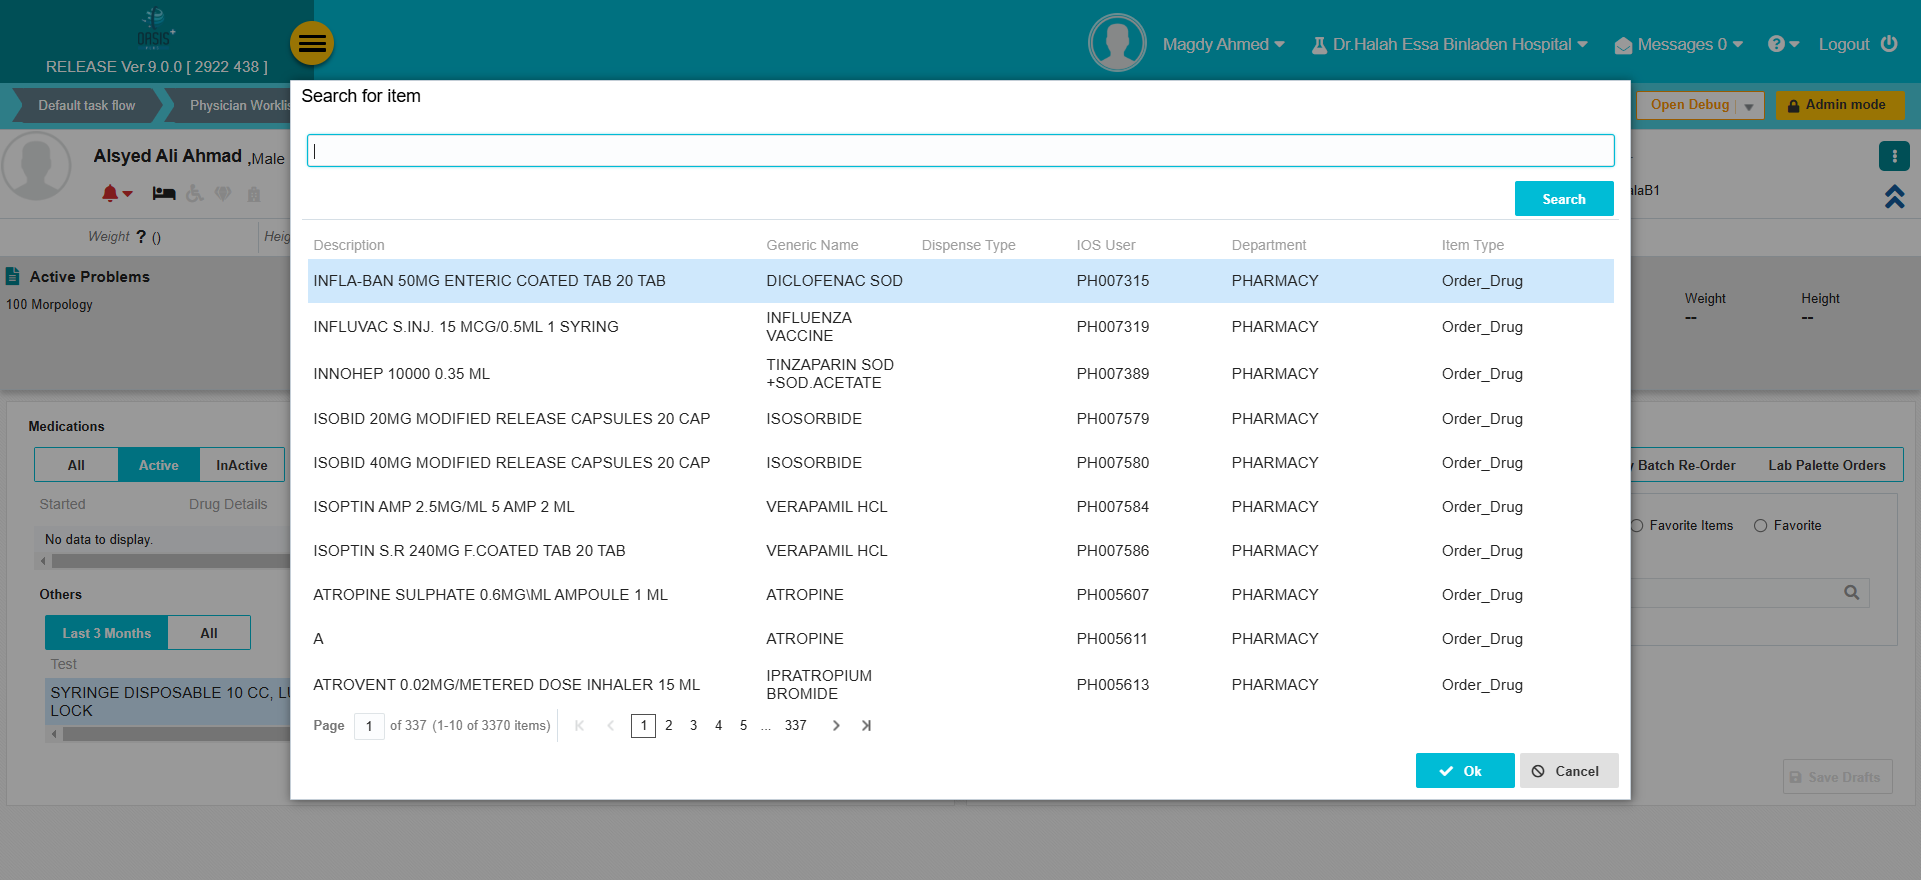 OASIS+
RELEASE Ver.9.0.0 [ 2922 438 ]
Magdy Ahmed
Dr.Halah Essa Binladen Hospital
Messages 0
?
Logout
Default task flow
Physician
Open Debug
Admin mode
Alsyed Ali Ahmad ,Male
Weight ? ()
Active Problems
100 Morpology
Weight
Height
--
--
Medications
All
Active
InActive
Started
Drug Details
No data to display.
Others
Last 3 Months
All
Test
SYRINGE DISPOSABLE 10 CC,
LOCK
Batch Re-Order
Lab Palette Orders
Favorite Items
Favorite
Save Drafts
Search for item
Search
Description Generic Name Dispense Type IOS User Department Item Type
INFLA-BAN 50MG ENTERIC COATED TAB 20 TAB DICLOFENAC SOD PH007315 PHARMACY Order_Drug
INFLUVAC S.INJ. 15 MCG/0.5ML 1 SYRING INFLUENZA VACCINE PH007319 PHARMACY Order_Drug
INNOHEP 10000 0.35 ML TINZAPARIN SOD +SOD.ACETATE PH007389 PHARMACY Order_Drug
ISOBID 20MG MODIFIED RELEASE CAPSULES 20 CAP ISOSORBIDE PH007579 PHARMACY Order_Drug
ISOBID 40MG MODIFIED RELEASE CAPSULES 20 CAP ISOSORBIDE PH007580 PHARMACY Order_Drug
ISOPTIN AMP 2.5MG/ML 5 AMP 2 ML VERAPAMIL HCL PH007584 PHARMACY Order_Drug
ISOPTIN S.R 240MG F.COATED TAB 20 TAB VERAPAMIL HCL PH007586 PHARMACY Order_Drug
ATROPINE SULPHATE 0.6MG\ML AMPOULE 1 ML ATROPINE PH005607 PHARMACY Order_Drug
A ATROPINE PH005611 PHARMACY Order_Drug
ATROVENT 0.02MG/METERED DOSE INHALER 15 ML IPRATROPIUM BROMIDE PH005613 PHARMACY Order_Drug
Page 1 of 337 (1-10 of 3370 items) 1 2 3 4 5 ... 337
Ok
Cancel